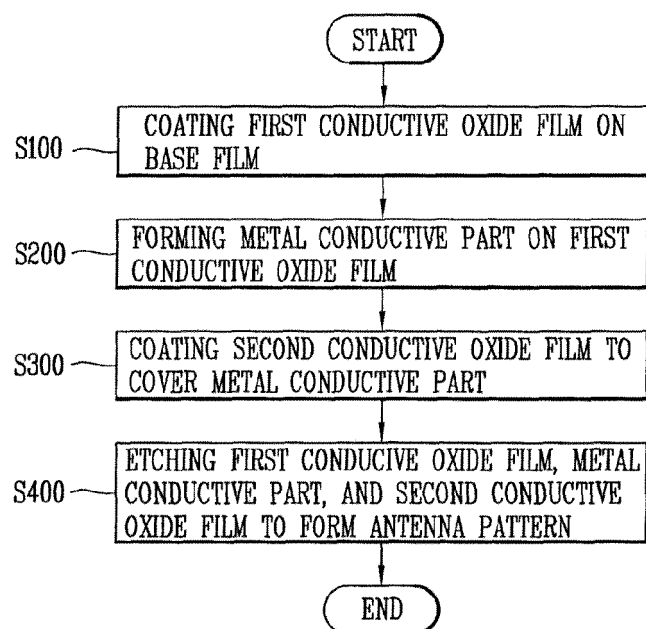 START
S100
COATING FIRST CONDUCTIVE OXIDE FILM ON
BASE FILM
S200
FORMING METAL CONDUCTIVE PART ON FIRST
CONDUCTIVE OXIDE FILM
S300
COATING SECOND CONDUCTIVE OXIDE FILM TO
COVER METAL CONDUCTIVE PART
S400
ETCHING FIRST CONDUCIVE OXIDE FILM, METAL
CONDUCTIVE PART, AND SECOND CONDUCTIVE
OXIDE FILM TO FORM ANTENNA PATTERN
END